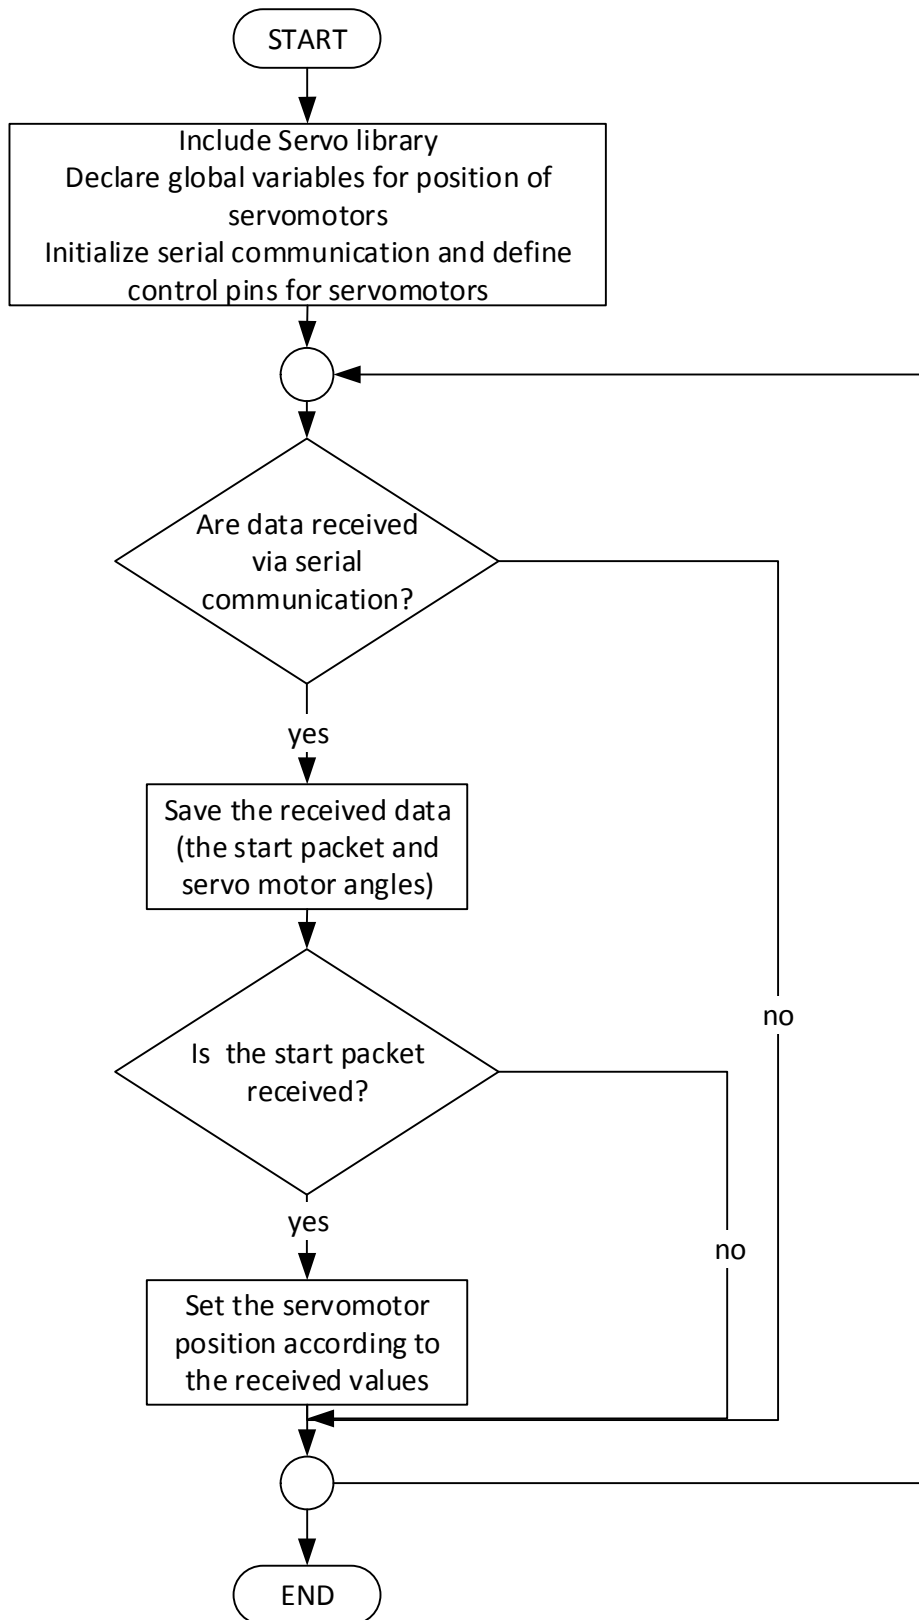 START
Include Servo library
Declare global variables for position of
servomotors
Initialize serial communication and define
control pins for servomotors
Are data received
via serial
communication?
yes
Save the received data
(the start packet and
servo motor angles)
no
Is  the start packet
received?
yes
no
Set the servomotor
position according to
the received values
END